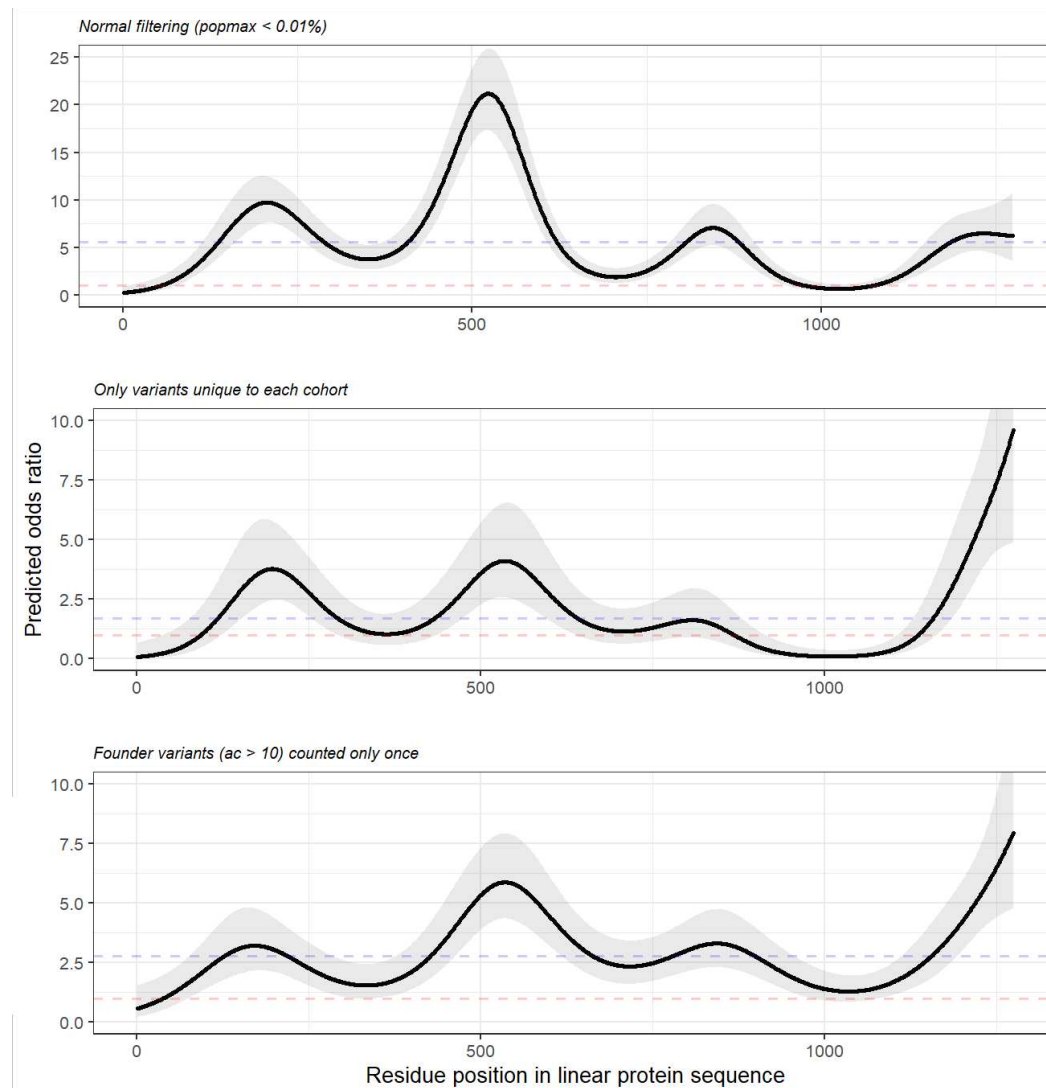 Normal filtering (popmax < 0.01%)
25
20
15
10
5
0
0 500 1000
Only variants unique to each cohort
10.0
7.5
5.0
2.5
0.0
0 500 1000
Predicted odds ratio
Founder variants (ac > 10) counted only once
10.0
7.5
5.0
2.5
0.0
0 500 1000
Residue position in linear protein sequence